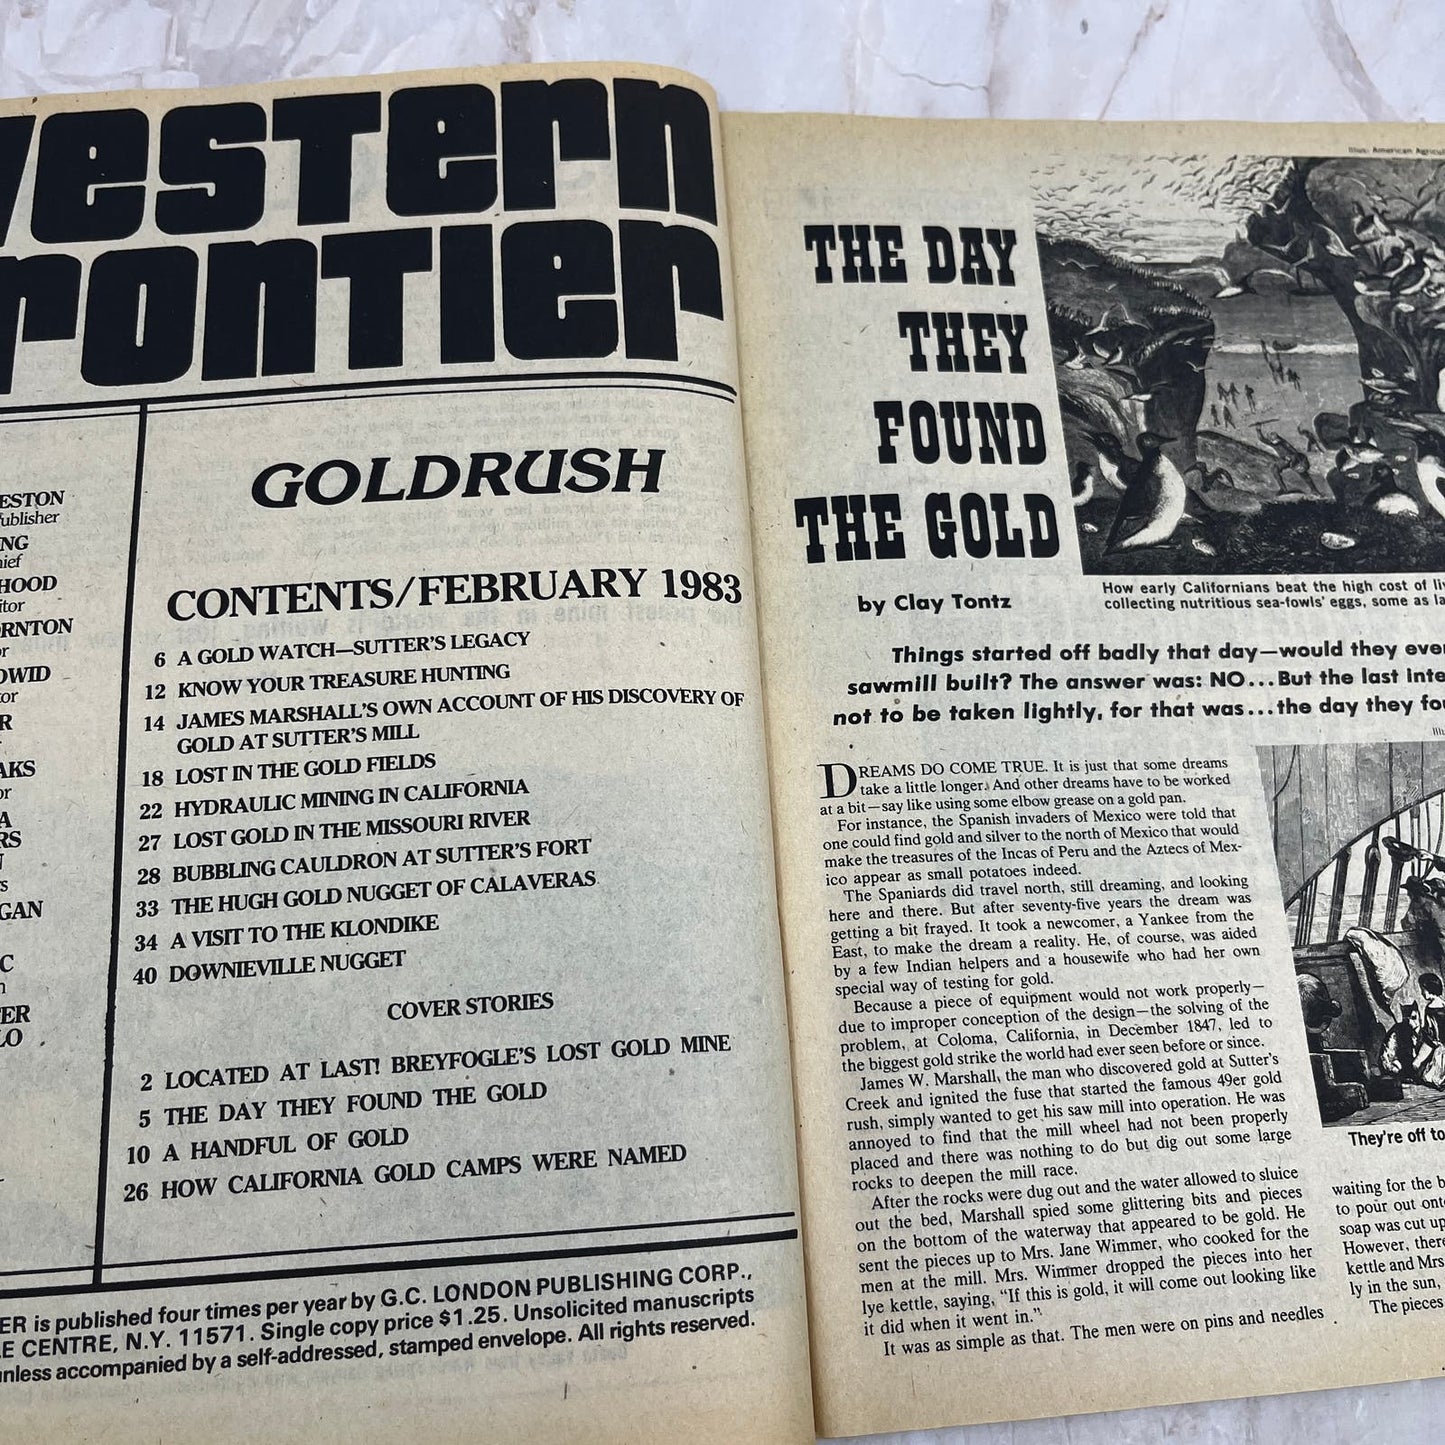 western
frontier
ESTON
Publisher
NG
HOOD
ORNTON
AKS
RS
GAN
ER
LO
GOLDRUSH
CONTENTS/FEBRUARY 1983
6 A GOLD WATCH—SUTTER'S LEGACY
12 KNOW YOUR TREASURE HUNTING
14 JAMES MARSHALL'S OWN ACCOUNT OF HIS DISCOVERY OF
GOLD AT SUTTER'S MILL
18 LOST IN THE GOLD FIELDS
22 HYDRAULIC MINING IN CALIFORNIA
27 LOST GOLD IN THE MISSOURI RIVER
28 BUBBLING CAULDRON AT SUTTER'S FORT
33 THE HUGH GOLD NUGGET OF CALAVERAS
34 A VISIT TO THE KLONDIKE
40 DOWNIEVILLE NUGGET
COVER STORIES
2 LOCATED AT LAST! BREYFOGLE'S LOST GOLD MINE
5 THE DAY THEY FOUND THE GOLD
10 A HANDFUL OF GOLD
26 HOW CALIFORNIA GOLD CAMPS WERE NAMED
ER is published four times per year by G.C. LONDON PUBLISHING CORP.,
E CENTRE, N.Y. 11571. Single copy price $1.25. Unsolicited manuscripts
unless accompanied by a self-addressed, stamped envelope. All rights reserved.
Illus: American Agricul
THE DAY
THEY
FOUND
THE GOLD
by Clay Tontz
How early Californians beat the high cost of li
collecting nutritious sea-fowls' eggs, some as la
Things started off badly that day—would they eve
sawmill built? The answer was: NO...But the last inte
not to be taken lightly, for that was...the day they fou
DREAMS DO COME TRUE. It is just that some dreams
take a little longer. And other dreams have to be worked
at a bit—say like using some elbow grease on a gold pan.
For instance, the Spanish invaders of Mexico were told that
one could find gold and silver to the north of Mexico that would
make the treasures of the Incas of Peru and the Aztecs of Mex-
ico appear as small potatoes indeed.
The Spaniards did travel north, still dreaming, and looking
here and there. But after seventy-five years the dream was
getting a bit frayed. It took a newcomer, a Yankee from the
East, to make the dream a reality. He, of course, was aided
by a few Indian helpers and a housewife who had her own
special way of testing for gold.
Because a piece of equipment would not work properly—
due to improper conception of the design—the solving of the
problem, at Coloma, California, in December 1847, led to
the biggest gold strike the world had ever seen before or since.
James W. Marshall, the man who discovered gold at Sutter's
Creek and ignited the fuse that started the famous 49er gold
rush, simply wanted to get his saw mill into operation. He was
annoyed to find that the mill wheel had not been properly
placed and there was nothing to do but dig out some large
rocks to deepen the mill race.
After the rocks were dug out and the water allowed to sluice
out the bed, Marshall spied some glittering bits and pieces
on the bottom of the waterway that appeared to be gold. He
sent the pieces up to Mrs. Jane Wimmer, who cooked for the
men at the mill. Mrs. Wimmer dropped the pieces into her
lye kettle, saying, "If this is gold, it will come out looking like
it did when it went in."
It was as simple as that. The men were on pins and needles
They're off to
waiting for the b
to pour out onto
soap was cut up
However, there
kettle and Mrs
ly in the sun,
The pieces